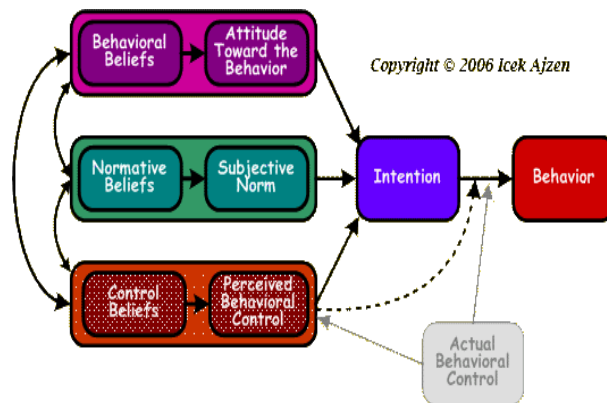 Behavioral
Beliefs
Attitude
Toward the
Behavior
Copyright © 2006 Icek Ajzen
Normative
Beliefs
Subjective
Norm
Intention
Behavior
Control
Beliefs
Perceived
Behavioral
Control
Actual
Behavioral
Control